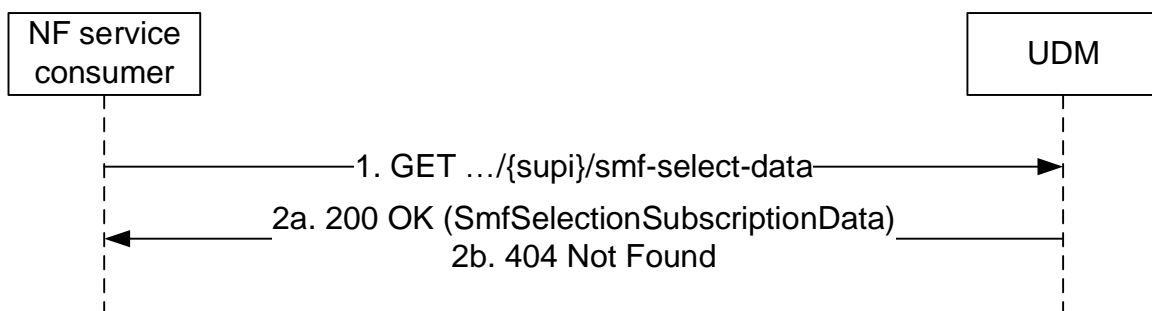 NF service
consumer
UDM
1. GET …/{supi}/smf-select-data
2a. 200 OK (SmfSelectionSubscriptionData)
2b. 404 Not Found